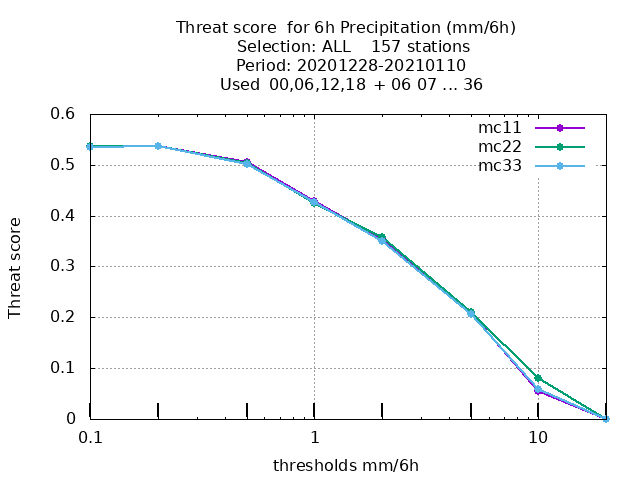 Threat score  for 6h Precipitation (mm/6h)
Selection: ALL    157 stations
Period: 20201228-20210110
Used  00,06,12,18  + 06 07 ... 36
0.6
0.5
0.4
0.3
0.2
0.1
0
Threat score
mc11
mc22
mc33
0.1
1
10
thresholds mm/6h